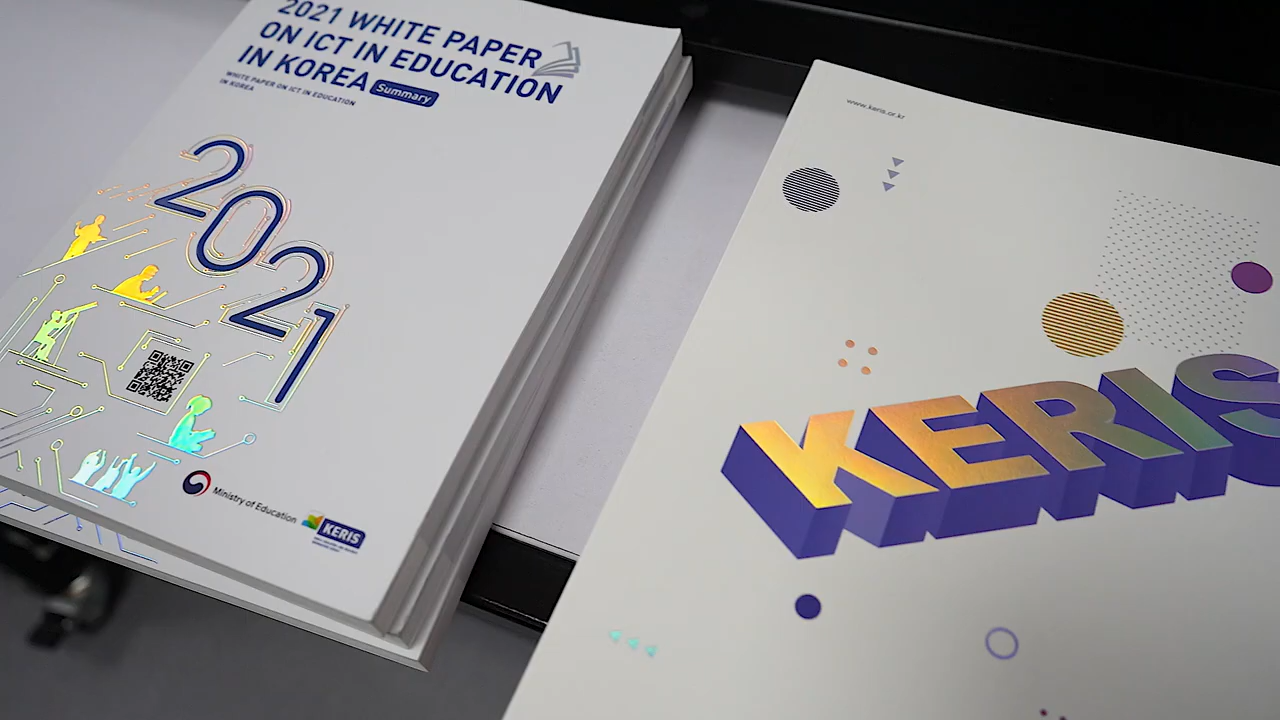 2021 WHITE PAPER
ON ICT IN EDUCATION
IN KOREA Summary
WHITE PAPER ON ICT IN EDUCATION
IN KOREA
2021
Ministry of Education
KERIS
www.keris.or.kr
KERIS